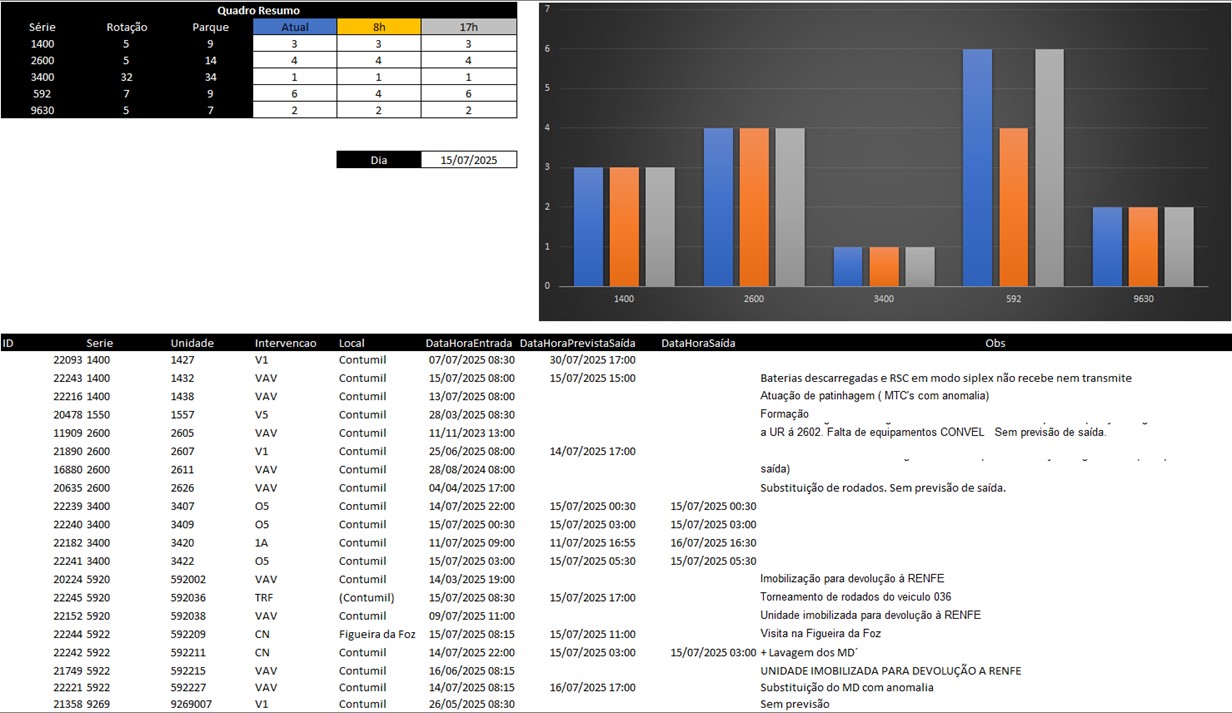 Quadro Resumo
Série Rotação Parque Atual 8h 17h
1400 5 9 3 3 3
2600 5 14 4 4 4
3400 32 34 1 1 1
592 7 9 6 4 6
9630 5 7 2 2 2
Dia 15/07/2025
7
6
5
4
3
2
1
0
1400 2600 3400 592 9630
ID Serie Unidade Intervencao Local DataHoraEntrada DataHoraPrevistaSaída DataHoraSaída Obs
22093 1400 1427 V1 Contumil 07/07/2025 08:30 30/07/2025 17:00
22243 1400 1432 VAV Contumil 15/07/2025 08:00 15/07/2025 15:00 Baterias descarregadas e RSC em modo siplex não recebe nem transmite
22216 1400 1438 VAV Contumil 13/07/2025 08:00 Atuação de patinhagem ( MTC's com anomalia)
20478 1550 1557 V5 Contumil 28/03/2025 08:30 Formação
11909 2600 2605 VAV Contumil 11/11/2023 13:00 a UR á 2602. Falta de equipamentos CONVEL Sem previsão de saída.
21890 2600 2607 V1 Contumil 25/06/2025 08:00 14/07/2025 17:00
16880 2600 2611 VAV Contumil 28/08/2024 08:00 saída)
20635 2600 2626 VAV Contumil 04/04/2025 17:00 Substituição de rodados. Sem previsão de saída.
22239 3400 3407 O5 Contumil 14/07/2025 22:00 15/07/2025 00:30 15/07/2025 00:30
22240 3400 3409 O5 Contumil 15/07/2025 00:30 15/07/2025 03:00 15/07/2025 03:00
22182 3400 3420 1A Contumil 11/07/2025 09:00 11/07/2025 16:55 16/07/2025 16:30
22241 3400 3422 O5 Contumil 15/07/2025 03:00 15/07/2025 05:30 15/07/2025 05:30
20224 5920 592002 VAV Contumil 14/03/2025 19:00 Imobilização para devolução á RENFE
22245 5920 592036 TRF (Contumil) 15/07/2025 08:30 15/07/2025 17:00 Torneamento de rodados do veiculo 036
22152 5920 592038 VAV Contumil 09/07/2025 11:00 Unidade imobilizada para devolução á RENFE
22244 5922 592209 CN Figueira da Foz 15/07/2025 08:15 15/07/2025 11:00 Visita na Figueira da Foz
22242 5922 592211 CN Contumil 14/07/2025 22:00 15/07/2025 03:00 15/07/2025 03:00 + Lavagem dos MD´
21749 5922 592215 VAV Contumil 16/06/2025 08:15 UNIDADE IMOBILIZADA PARA DEVOLUÇÃO A RENFE
22221 5922 592227 VAV Contumil 14/07/2025 08:15 16/07/2025 17:00 Substituição do MD com anomalia
21358 9269 9269007 V1 Contumil 26/05/2025 08:30 Sem previsão